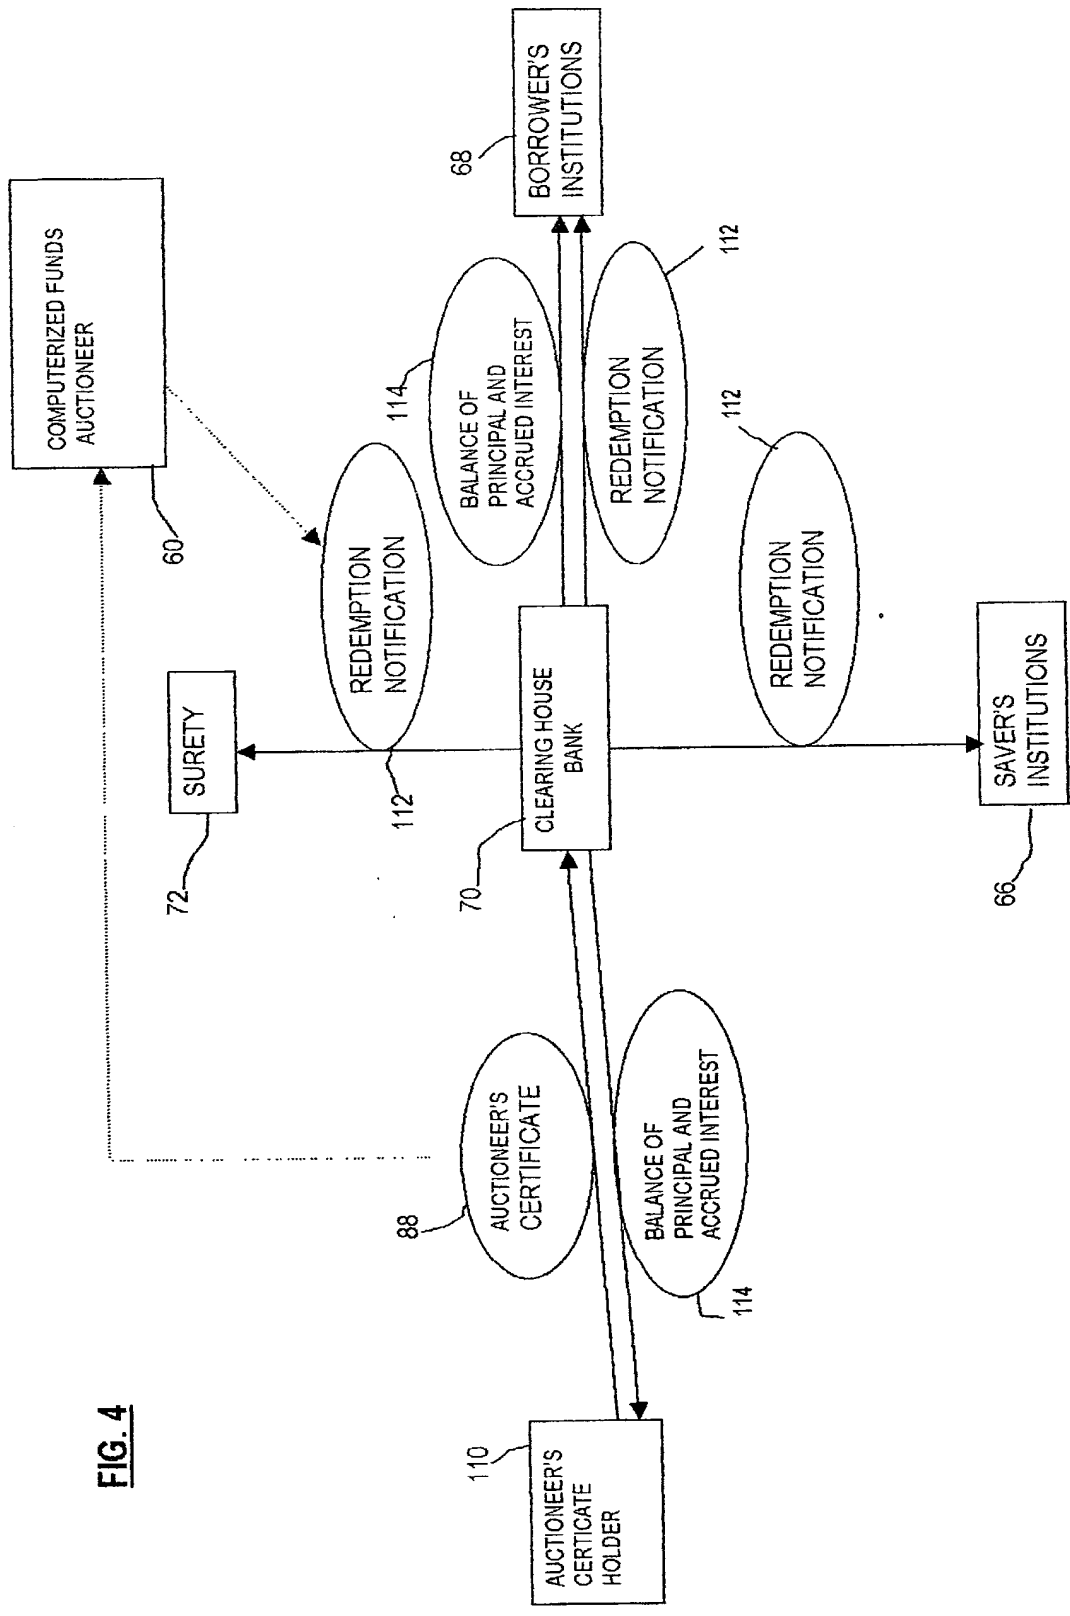 FIG. 4
COMPUTERIZED FUNDS
AUCTIONEER
60
SURETY
72
REDEMPTION
NOTIFICATION
112
114
BALANCE OF
PRINCIPAL AND
ACCRUED INTEREST
68
BORROWER'S
INSTITUTIONS
REDEMPTION
NOTIFICATION
112
88
AUCTIONEER'S
CERTIFICATE
70
CLEARING HOUSE
BANK
110
AUCTIONEER'S
CERTICATE
HOLDER
BALANCE OF
PRINCIPAL AND
ACCRUED INTEREST
114
REDEMPTION
NOTIFICATION
112
66
SAVER'S
INSTITUTIONS